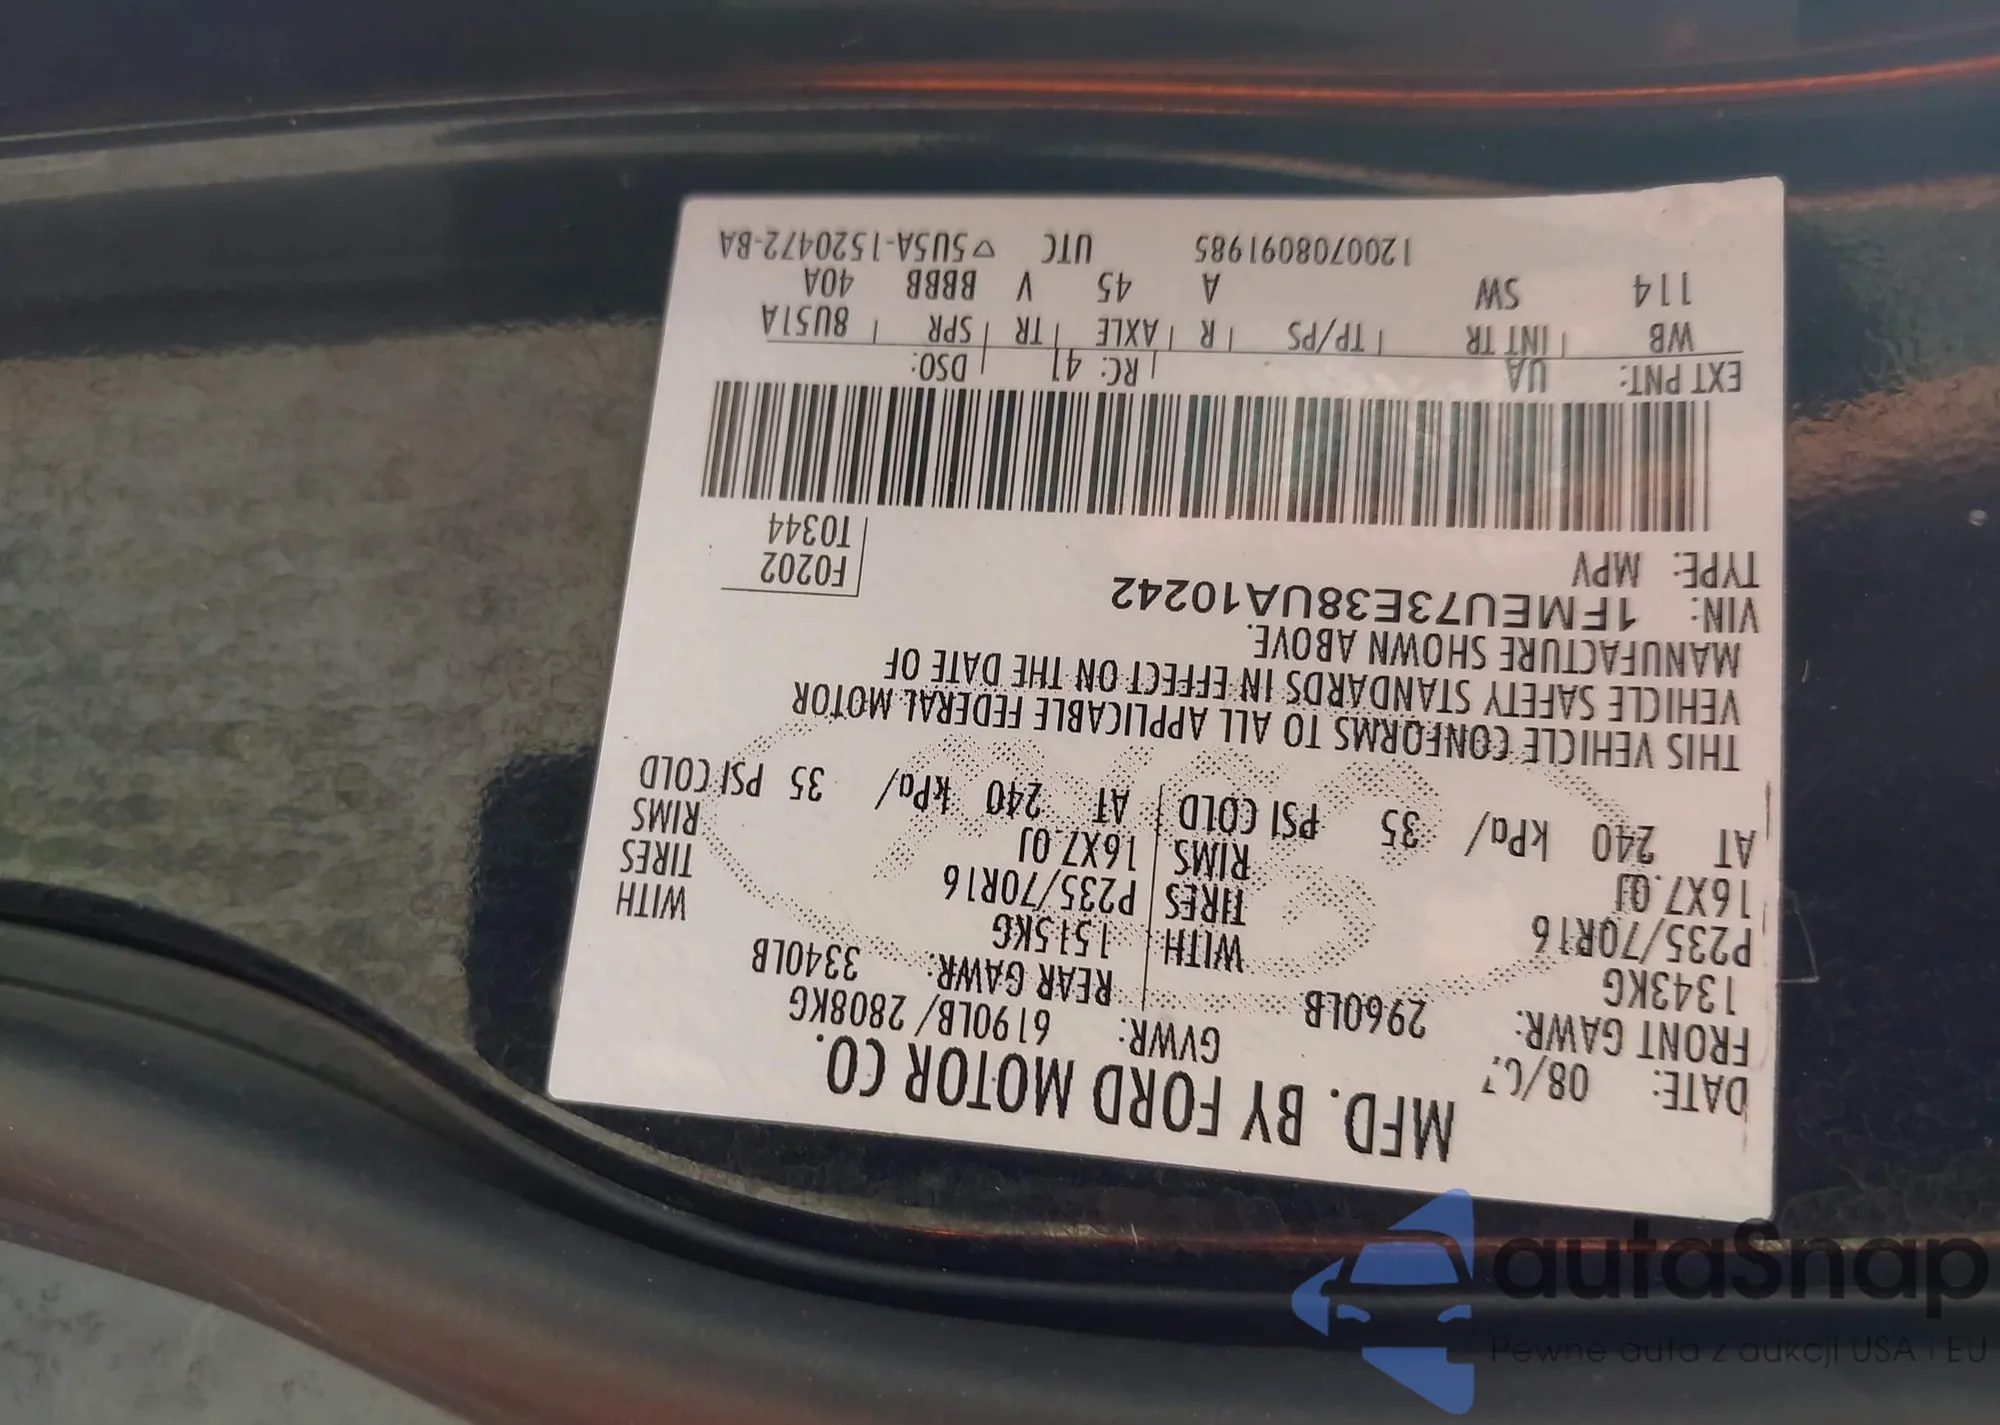 MFD. BY FORD MOTOR CO.
DATE: 08/07 GVWR: 6190LB/ 2808KG
FRONT GAWR: 2960LB REAR GAWR: 3340LB
1343KG WITH 1515KG WITH
P235/70R16 TIRES P235/70R16 TIRES
16X7.0J RIMS 16X7.0J RIMS
AT 240 kPa/ 35 PSI COLD AT 240 kPa/ 35 PSI COLD
THIS VEHICLE CONFORMS TO ALL APPLICABLE FEDERAL MOTOR
VEHICLE SAFETY STANDARDS IN EFFECT ON THE DATE OF
MANUFACTURE SHOWN ABOVE.
VIN: 1FMEU73E38UA10242
F0202
TYPE: MPV
T0344
EXT PNT: UA RC: 41 DSO:
WB INT TR TP/PS R AXLE TR SPR 8U51A
114 SW A 45 V BBBB 40A
1200708091985 UTC ▽5U5A-1520472-BA
autoSnap
Pewne auta z aukcji USA i EU